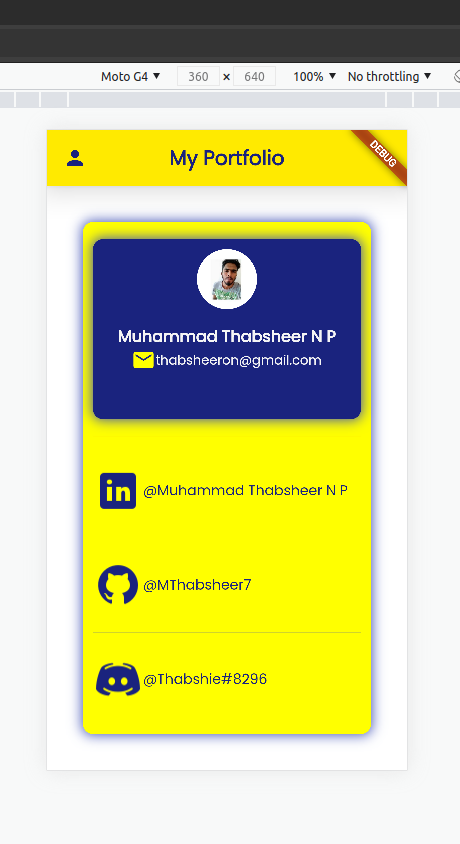 Moto G4 ▼ 360 × 640 100% ▼ No throttling ▼
My Portfolio
DEBUG
Muhammad Thabsheer N P
thabsheeron@gmail.com
in @Muhammad Thabsheer N P
@MThabsheer7
@Thabshie#8296